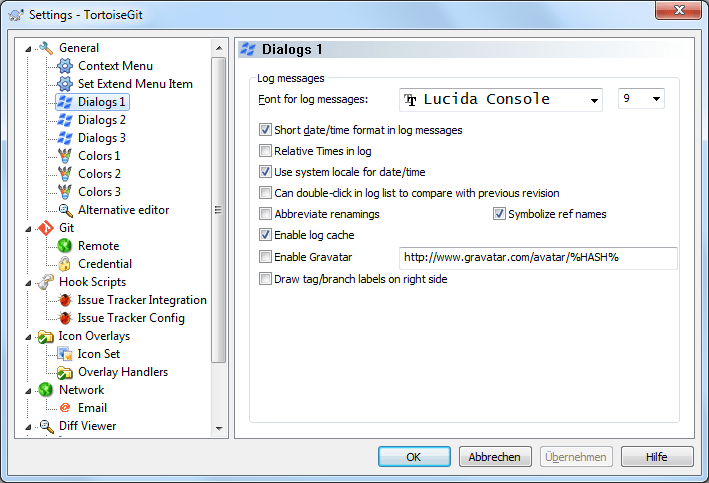 Settings - TortoiseGit
General
Context Menu
Set Extend Menu Item
Dialogs 1
Dialogs 2
Dialogs 3
Colors 1
Colors 2
Colors 3
Alternative editor
Git
Remote
Credential
Hook Scripts
Issue Tracker Integration
Issue Tracker Config
Icon Overlays
Icon Set
Overlay Handlers
Network
Email
Diff Viewer
Dialogs 1
Log messages
Font for log messages: Lucida Console 9
Short date/time format in log messages
Relative Times in log
Use system locale for date/time
Can double-click in log list to compare with previous revision
Abbreviate renamings Symbolize ref names
Enable log cache
Enable Gravatar http://www.gravatar.com/avatar/%HASH%
Draw tag/branch labels on right side
OK Abbrechen Übernehmen Hilfe